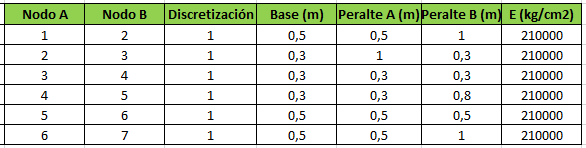 Nodo A Nodo B Discretización Base (m) Peralte A (m) Peralte B (m) E (kg/cm2)
1 2 1 0,5 0,5 1 210000
2 3 1 0,3 1 0,3 210000
3 4 1 0,3 0,3 0,3 210000
4 5 1 0,3 0,3 0,8 210000
5 6 1 0,5 0,5 0,5 210000
6 7 1 0,5 0,5 1 210000